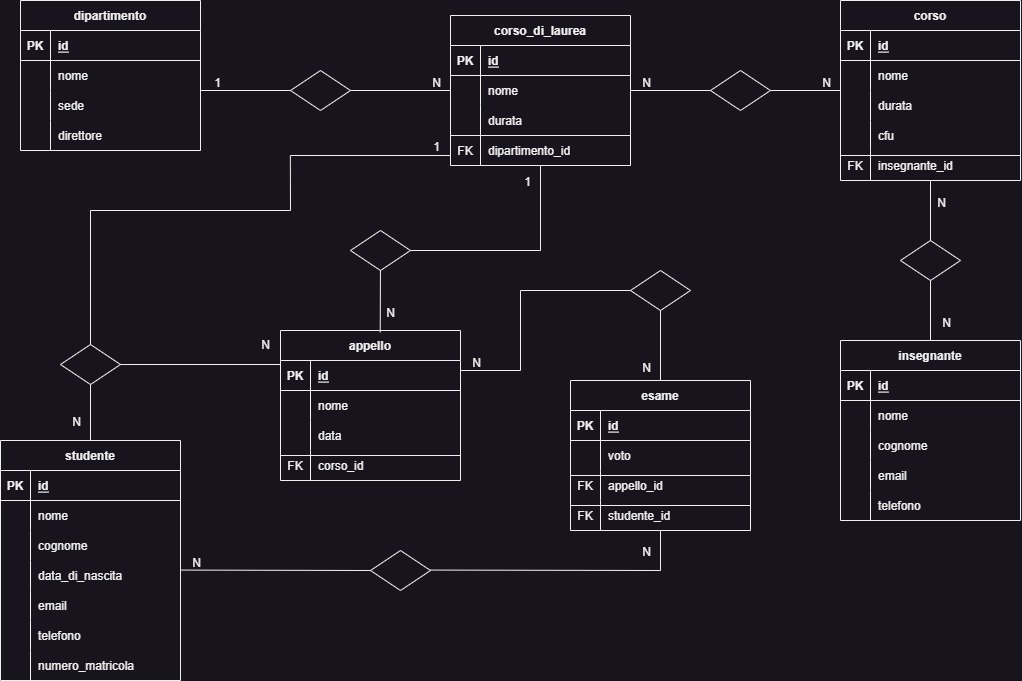 dipartimento
PK id
nome
sede
direttore
1
N
corso_di_laurea
PK id
nome
durata
FK dipartimento_id
1
1
N
N
corso
PK id
nome
durata
cfu
FK insegnante_id
N
N
insegnante
PK id
nome
cognome
email
telefono
N
N
appello
PK id
nome
data
FK corso_id
N
N
esame
PK id
voto
FK appello_id
FK studente_id
N
N
N
studente
PK id
nome
cognome
data_di_nascita
email
telefono
numero_matricola